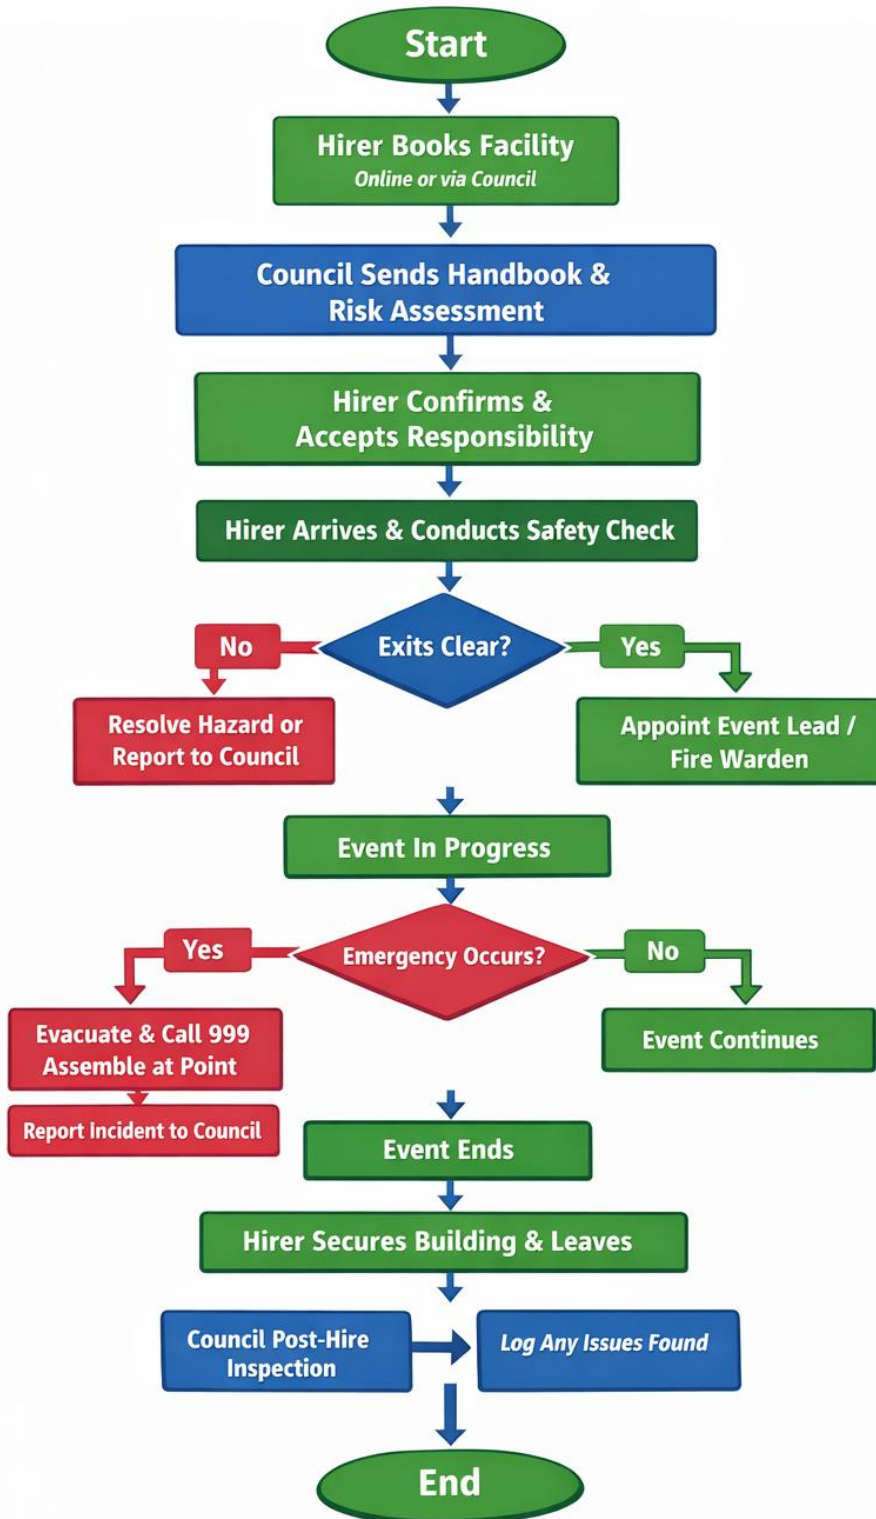 Start
Hirer Books Facility
Online or via Council
Council Sends Handbook &
Risk Assessment
Hirer Confirms &
Accepts Responsibility
Hirer Arrives & Conducts Safety Check
Exits Clear?
No
Yes
Resolve Hazard or
Report to Council
Appoint Event Lead /
Fire Warden
Event In Progress
Emergency Occurs?
Yes
No
Evacuate & Call 999
Assemble at Point
Event Continues
Report Incident to Council
Event Ends
Hirer Secures Building & Leaves
Council Post-Hire
Inspection
Log Any Issues Found
End